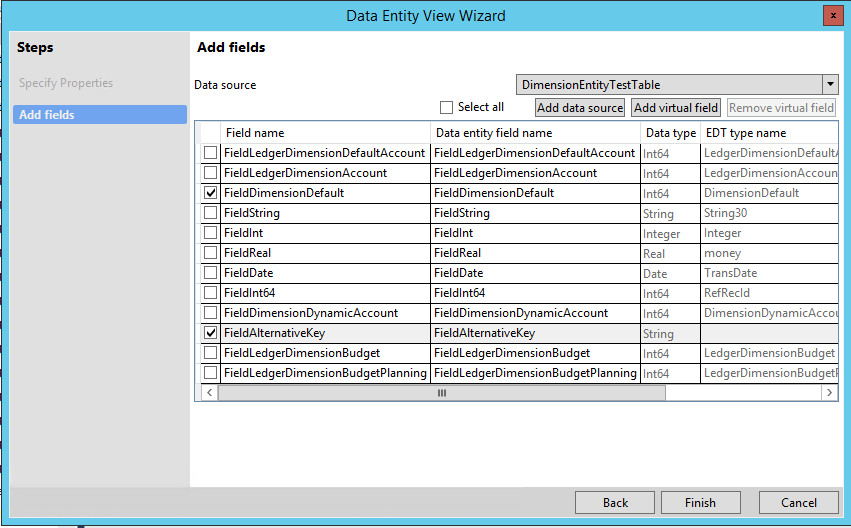 Data Entity View Wizard
x
Steps
Specify Properties
Add fields
Add fields
Data source
DimensionEntityTestTable
Select all
Add data source
Add virtual field
Remove virtual field
Field name Data entity field name Data type EDT type name
FieldLedgerDimensionDefaultAccount FieldLedgerDimensionDefaultAccount Int64 LedgerDimensionDefaultA
FieldLedgerDimensionAccount FieldLedgerDimensionAccount Int64 LedgerDimensionAccoun
FieldDimensionDefault FieldDimensionDefault Int64 DimensionDefault
FieldString FieldString String String30
FieldInt FieldInt Integer Integer
FieldReal FieldReal Real money
FieldDate FieldDate Date TransDate
FieldInt64 FieldInt64 Int64 RefRecId
FieldDimensionDynamicAccount FieldDimensionDynamicAccount Int64 DimensionDynamicAccou
FieldAlternativeKey FieldAlternativeKey String
FieldLedgerDimensionBudget FieldLedgerDimensionBudget Int64 LedgerDimensionBudget
FieldLedgerDimensionBudgetPlanning FieldLedgerDimensionBudgetPlanning Int64 LedgerDimensionBudgetP
Back
Finish
Cancel